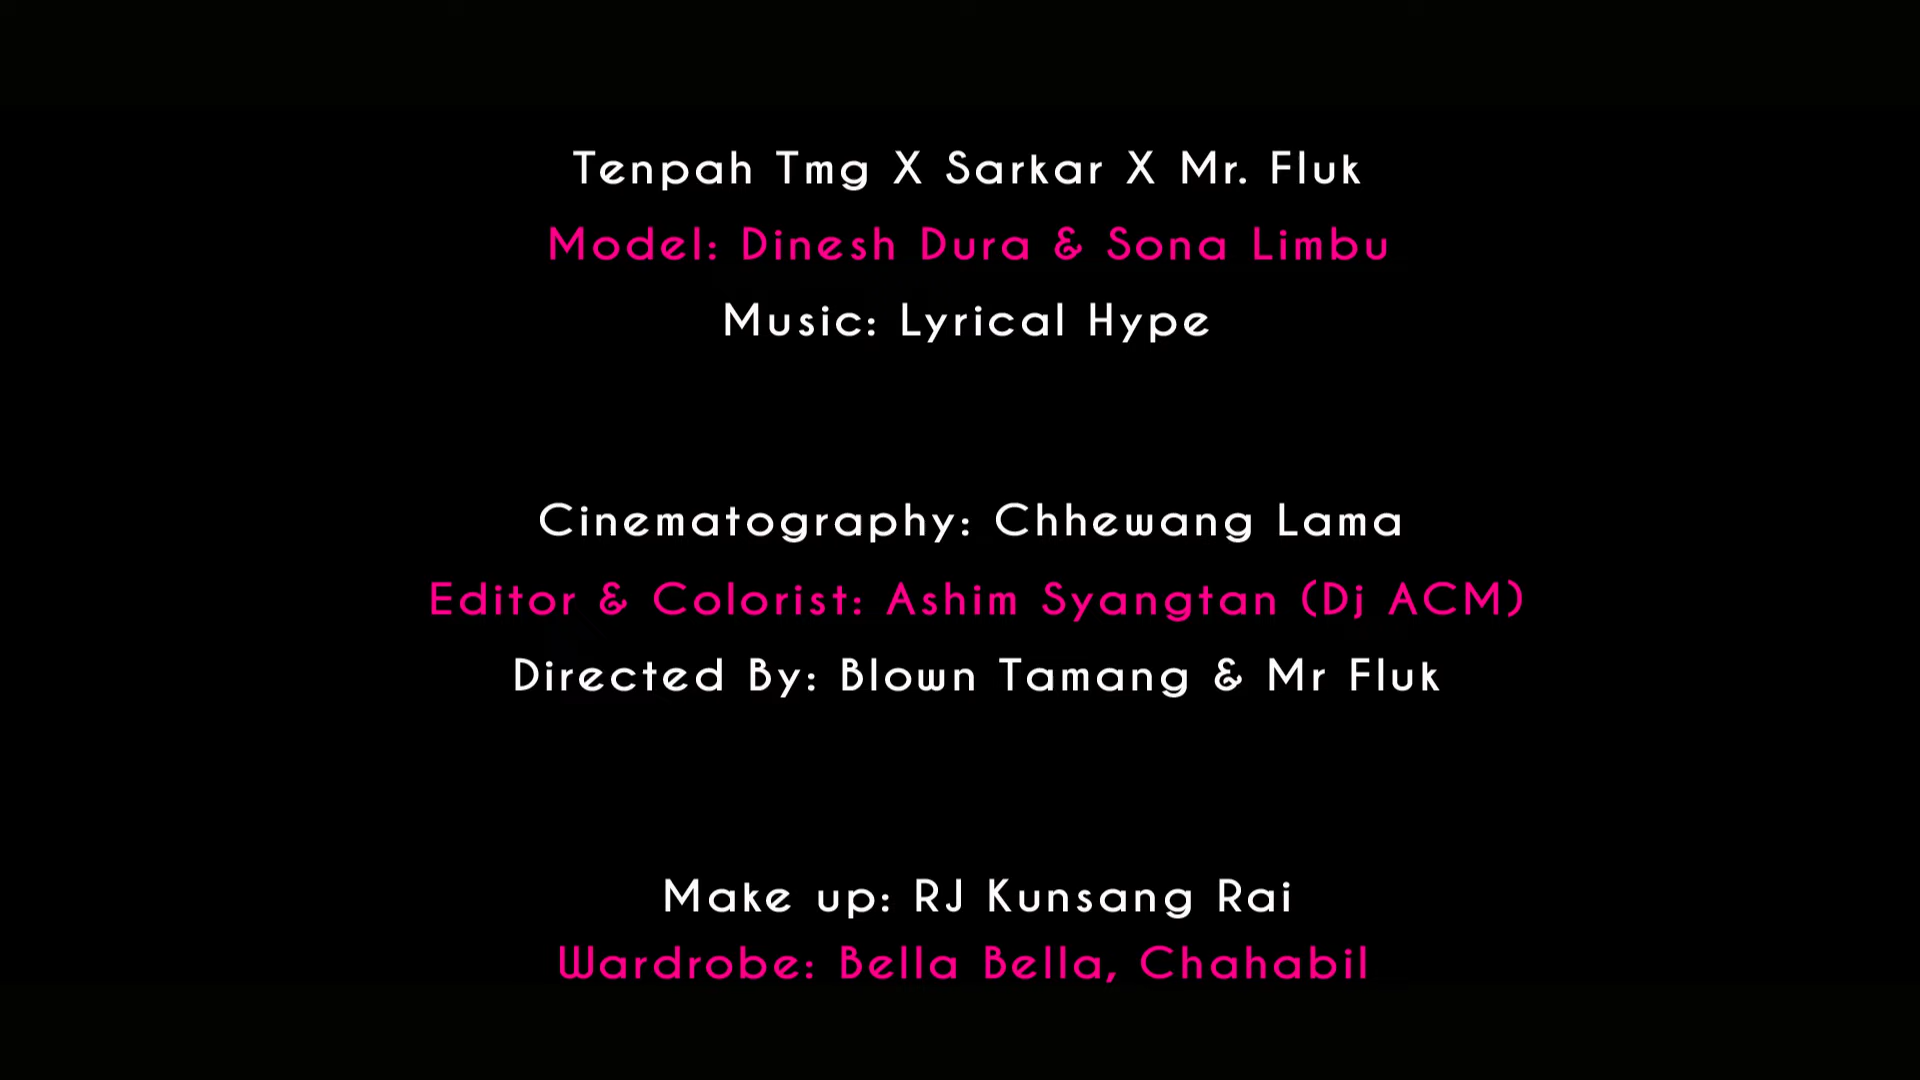 Tenpah Tmg X Sarkar X Mr. Fluk
Model: Dinesh Dura & Sona Limbu
Music: Lyrical Hype
Cinematography: Chhewang Lama
Editor & Colorist: Ashim Syangtan (Dj ACM)
Directed By: Blown Tamang & Mr Fluk
Make up: RJ Kunsang Rai
Wardrobe: Bella Bella, Chahabil